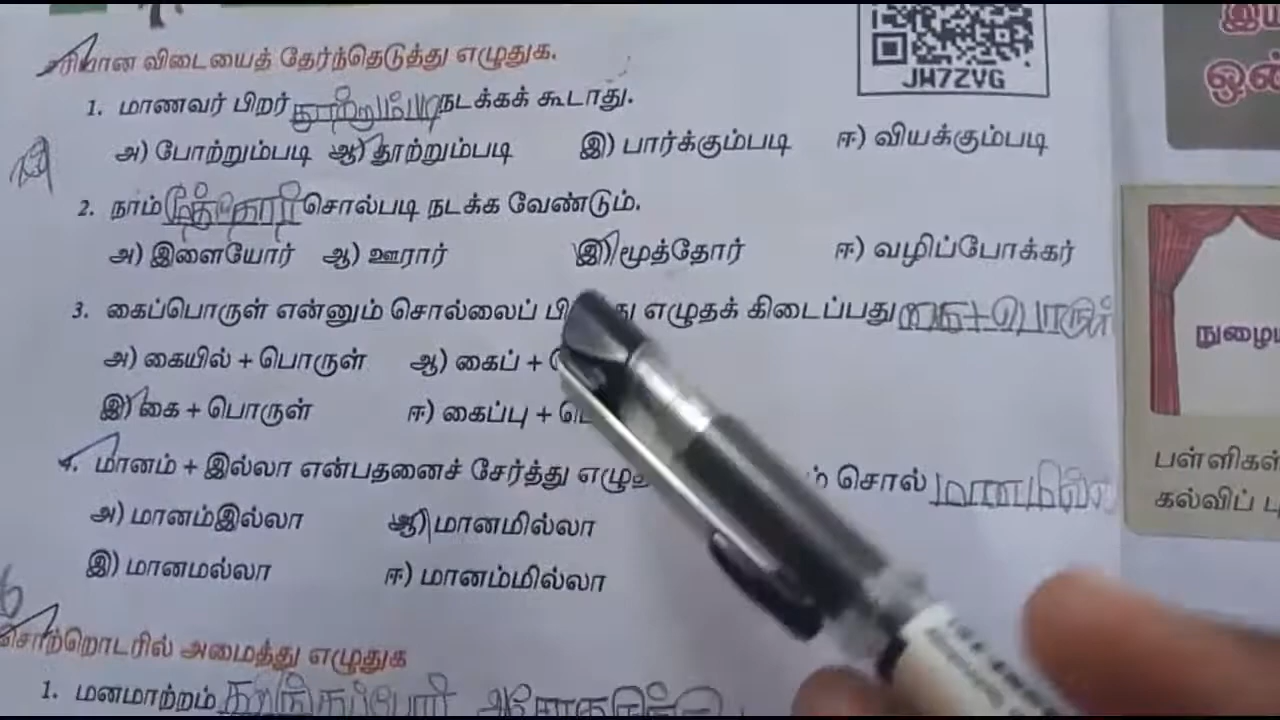 சரியான விடையைத் தேர்ந்தெடுத்து எழுதுக.
JW7ZVG
1. மாணவர் பிறர் தூற்றும்படி நடக்கக் கூடாது.
அ) போற்றும்படி ஆ) தூற்றும்படி இ) பார்க்கும்படி ஈ) வியக்கும்படி
2. நாம் மூத்தோர் சொல்படி நடக்க வேண்டும்.
அ) இளையோர் ஆ) ஊரார் இ) மூத்தோர் ஈ) வழிப்போக்கர்
3. கைப்பொருள் என்னும் சொல்லைப் எழுதக் கிடைப்பது கை+பொருள்
அ) கையில் + பொருள் ஆ) கைப் +
இ) கை + பொருள் ஈ) கைப்பு +
4. மானம் + இல்லா என்பதனைச் சேர்த்து சொல் மானமில்லா
அ) மானம்இல்லா ஆ) மானமில்லா
இ) மானமல்லா ஈ) மானம்மில்லா
சொற்றொடரில் அமைத்து எழுதுக
1. மனமாற்றம்
நுழைய
பள்ளிகள்
கல்விப்